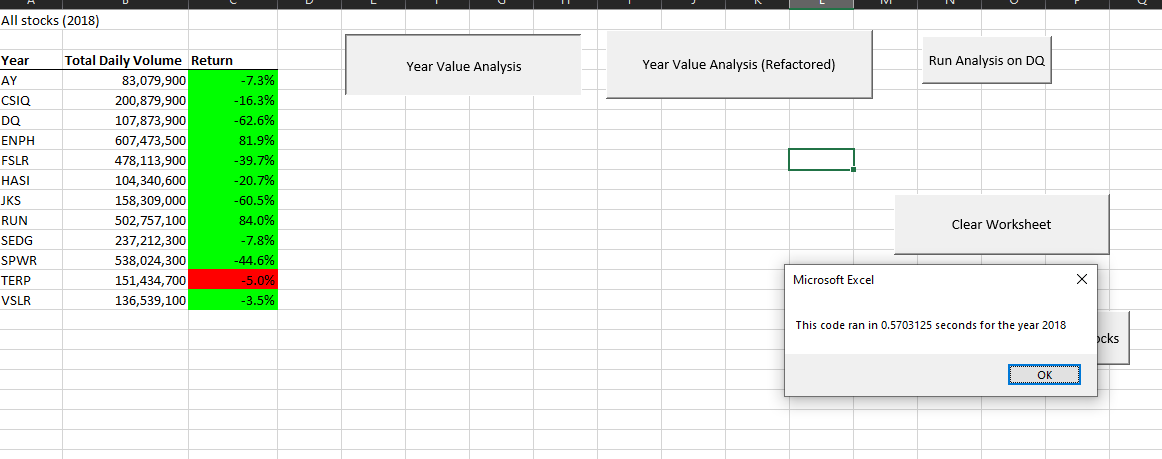 All stocks (2018)
Year Total Daily Volume Return
AY 83,079,900 -7.3%
CSIQ 200,879,900 -16.3%
DQ 107,873,900 -62.6%
ENPH 607,473,500 81.9%
FSLR 478,113,900 -39.7%
HASI 104,340,600 -20.7%
JKS 158,309,000 -60.5%
RUN 502,757,100 84.0%
SEDG 237,212,300 -7.8%
SPWR 538,024,300 -44.6%
TERP 151,434,700 -5.0%
VSLR 136,539,100 -3.5%
Year Value Analysis
Year Value Analysis (Refactored)
Run Analysis on DQ
Clear Worksheet
Microsoft Excel
This code ran in 0.5703125 seconds for the year 2018
OK